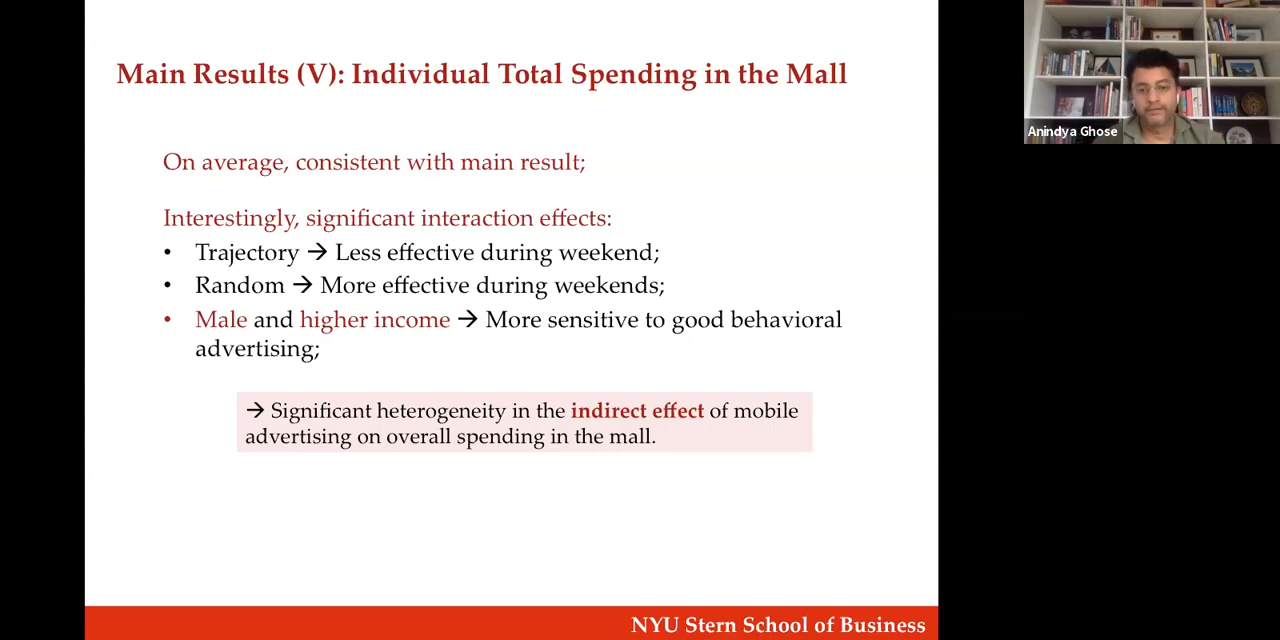 Main Results (V): Individual Total Spending in the Mall
Anindya Ghose
On average, consistent with main result;
Interestingly, significant interaction effects:
• Trajectory → Less effective during weekend;
• Random → More effective during weekends;
• Male and higher income → More sensitive to good behavioral
advertising;
→ Significant heterogeneity in the indirect effect of mobile
advertising on overall spending in the mall.
NYU Stern School of Business